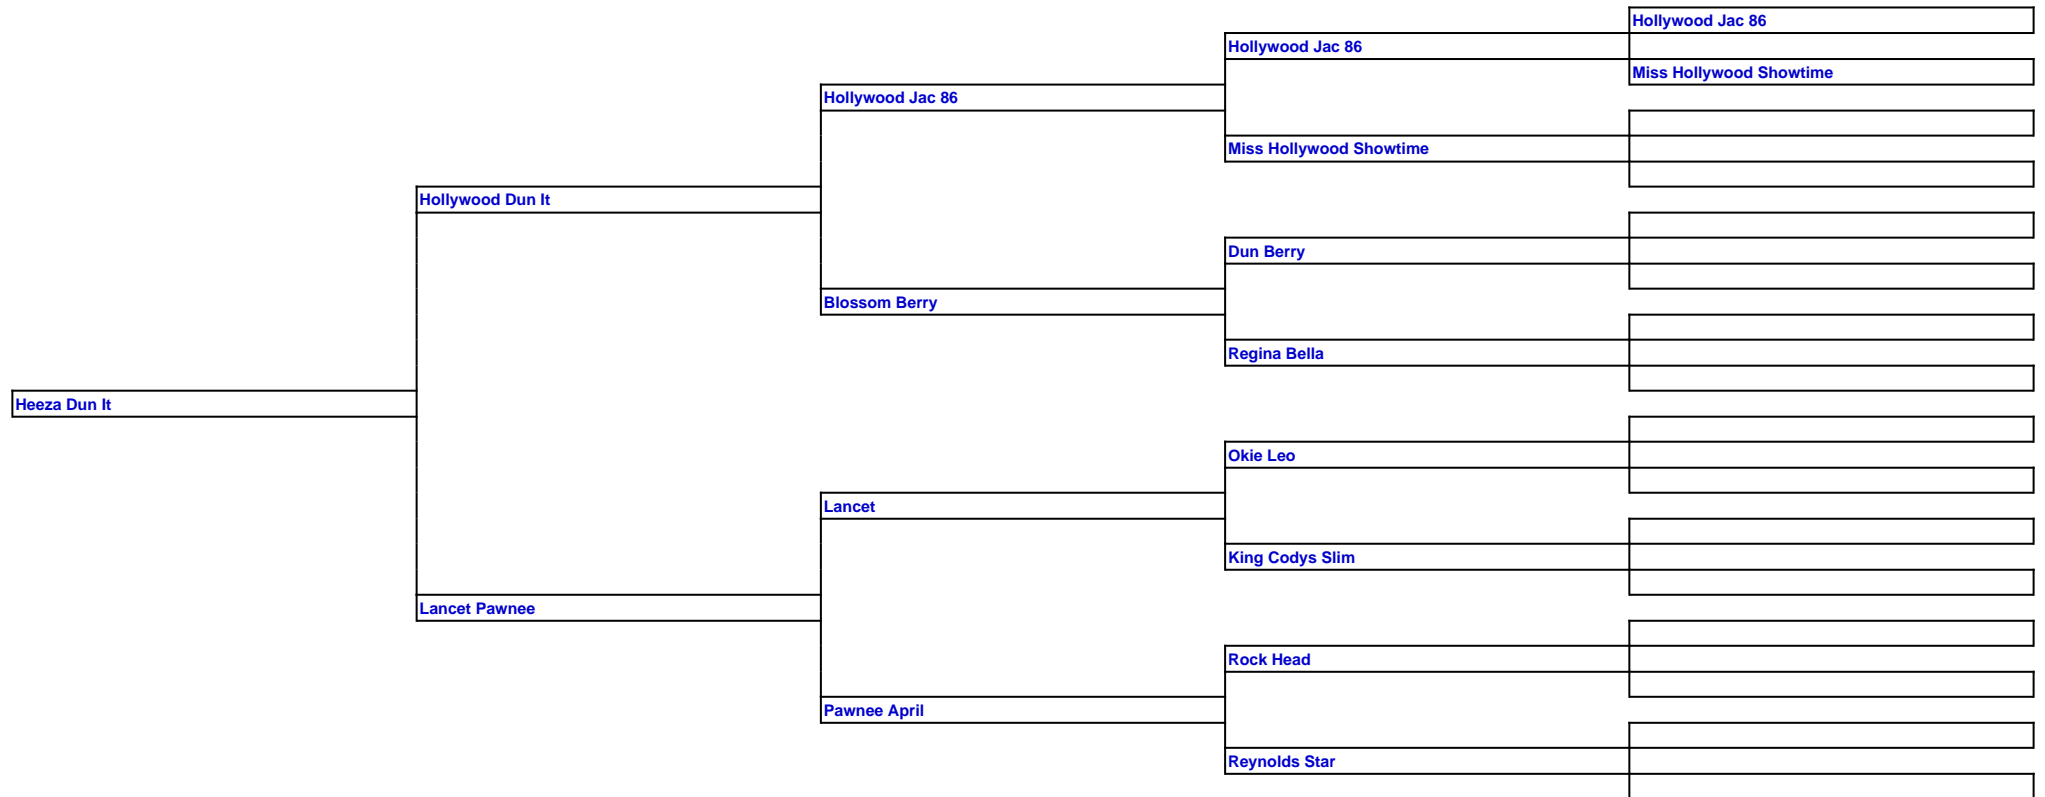 Hollywood Jac 86
Hollywood Jac 86
Miss Hollywood Showtime
Hollywood Jac 86
Miss Hollywood Showtime
Hollywood Dun It
Dun Berry
Blossom Berry
Regina Bella
Heeza Dun It
Okie Leo
Lancet
King Codys Slim
Lancet Pawnee
Rock Head
Pawnee April
Reynolds Star